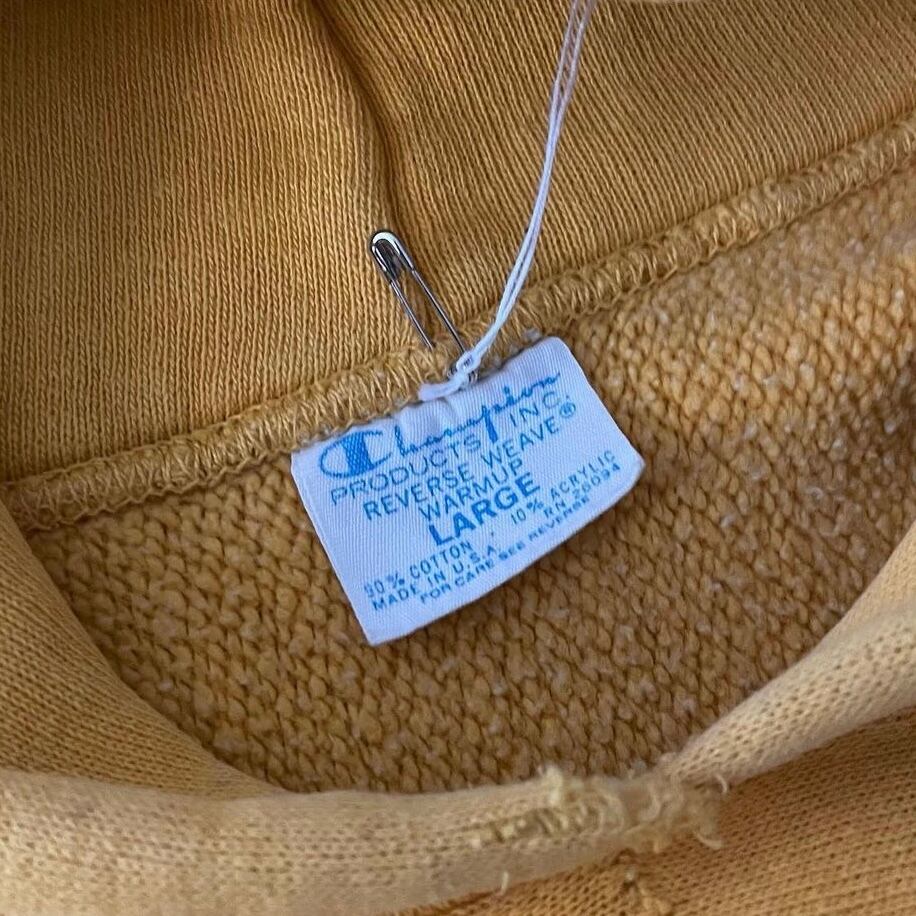 Champion
PRODUCTS, INC.
REVERSE WEAVE®
WARMUP
LARGE
90% COTTON · 10% ACRYLIC
MADE IN U.S.A. RN 26094
FOR CARE SEE REVERSE